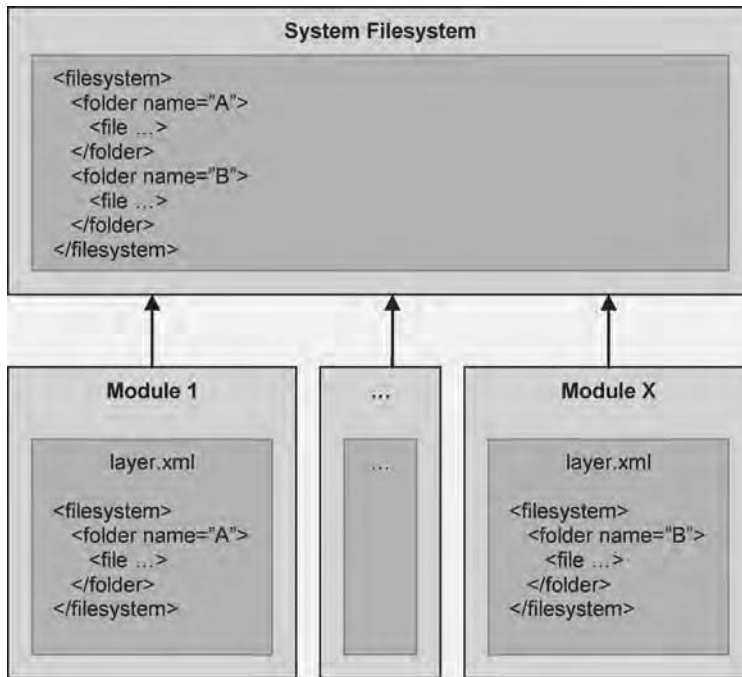 System Filesystem
<filesystem>
<folder name="A">
<file ...>
</folder>
<folder name="B">
<file ...>
</folder>
</filesystem>
Module 1
layer.xml
<filesystem>
<folder name="A">
<file ...>
</folder>
</filesystem>
...
...
Module X
layer.xml
<filesystem>
<folder name="B">
<file ...>
</folder>
</filesystem>